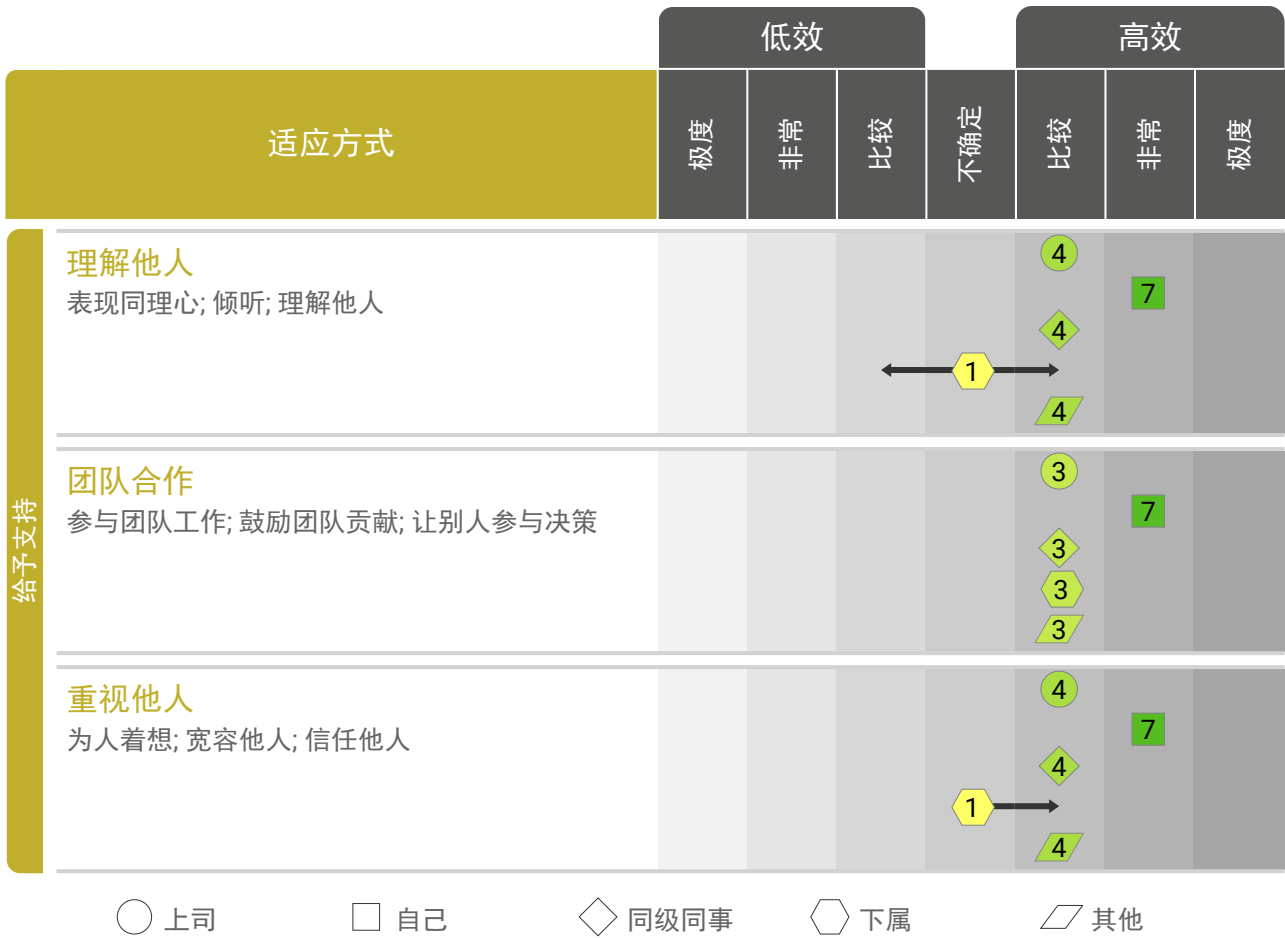 低效
高效
适应方式
极度
非常
比较
不确定
比较
非常
极度
给予支持
理解他人
表现同理心; 倾听; 理解他人
4
7
4
1
4
团队合作
参与团队工作; 鼓励团队贡献; 让别人参与决策
3
7
3
3
3
重视他人
为人着想; 宽容他人; 信任他人
4
7
4
1
4
上司
自己
同级同事
下属
其他